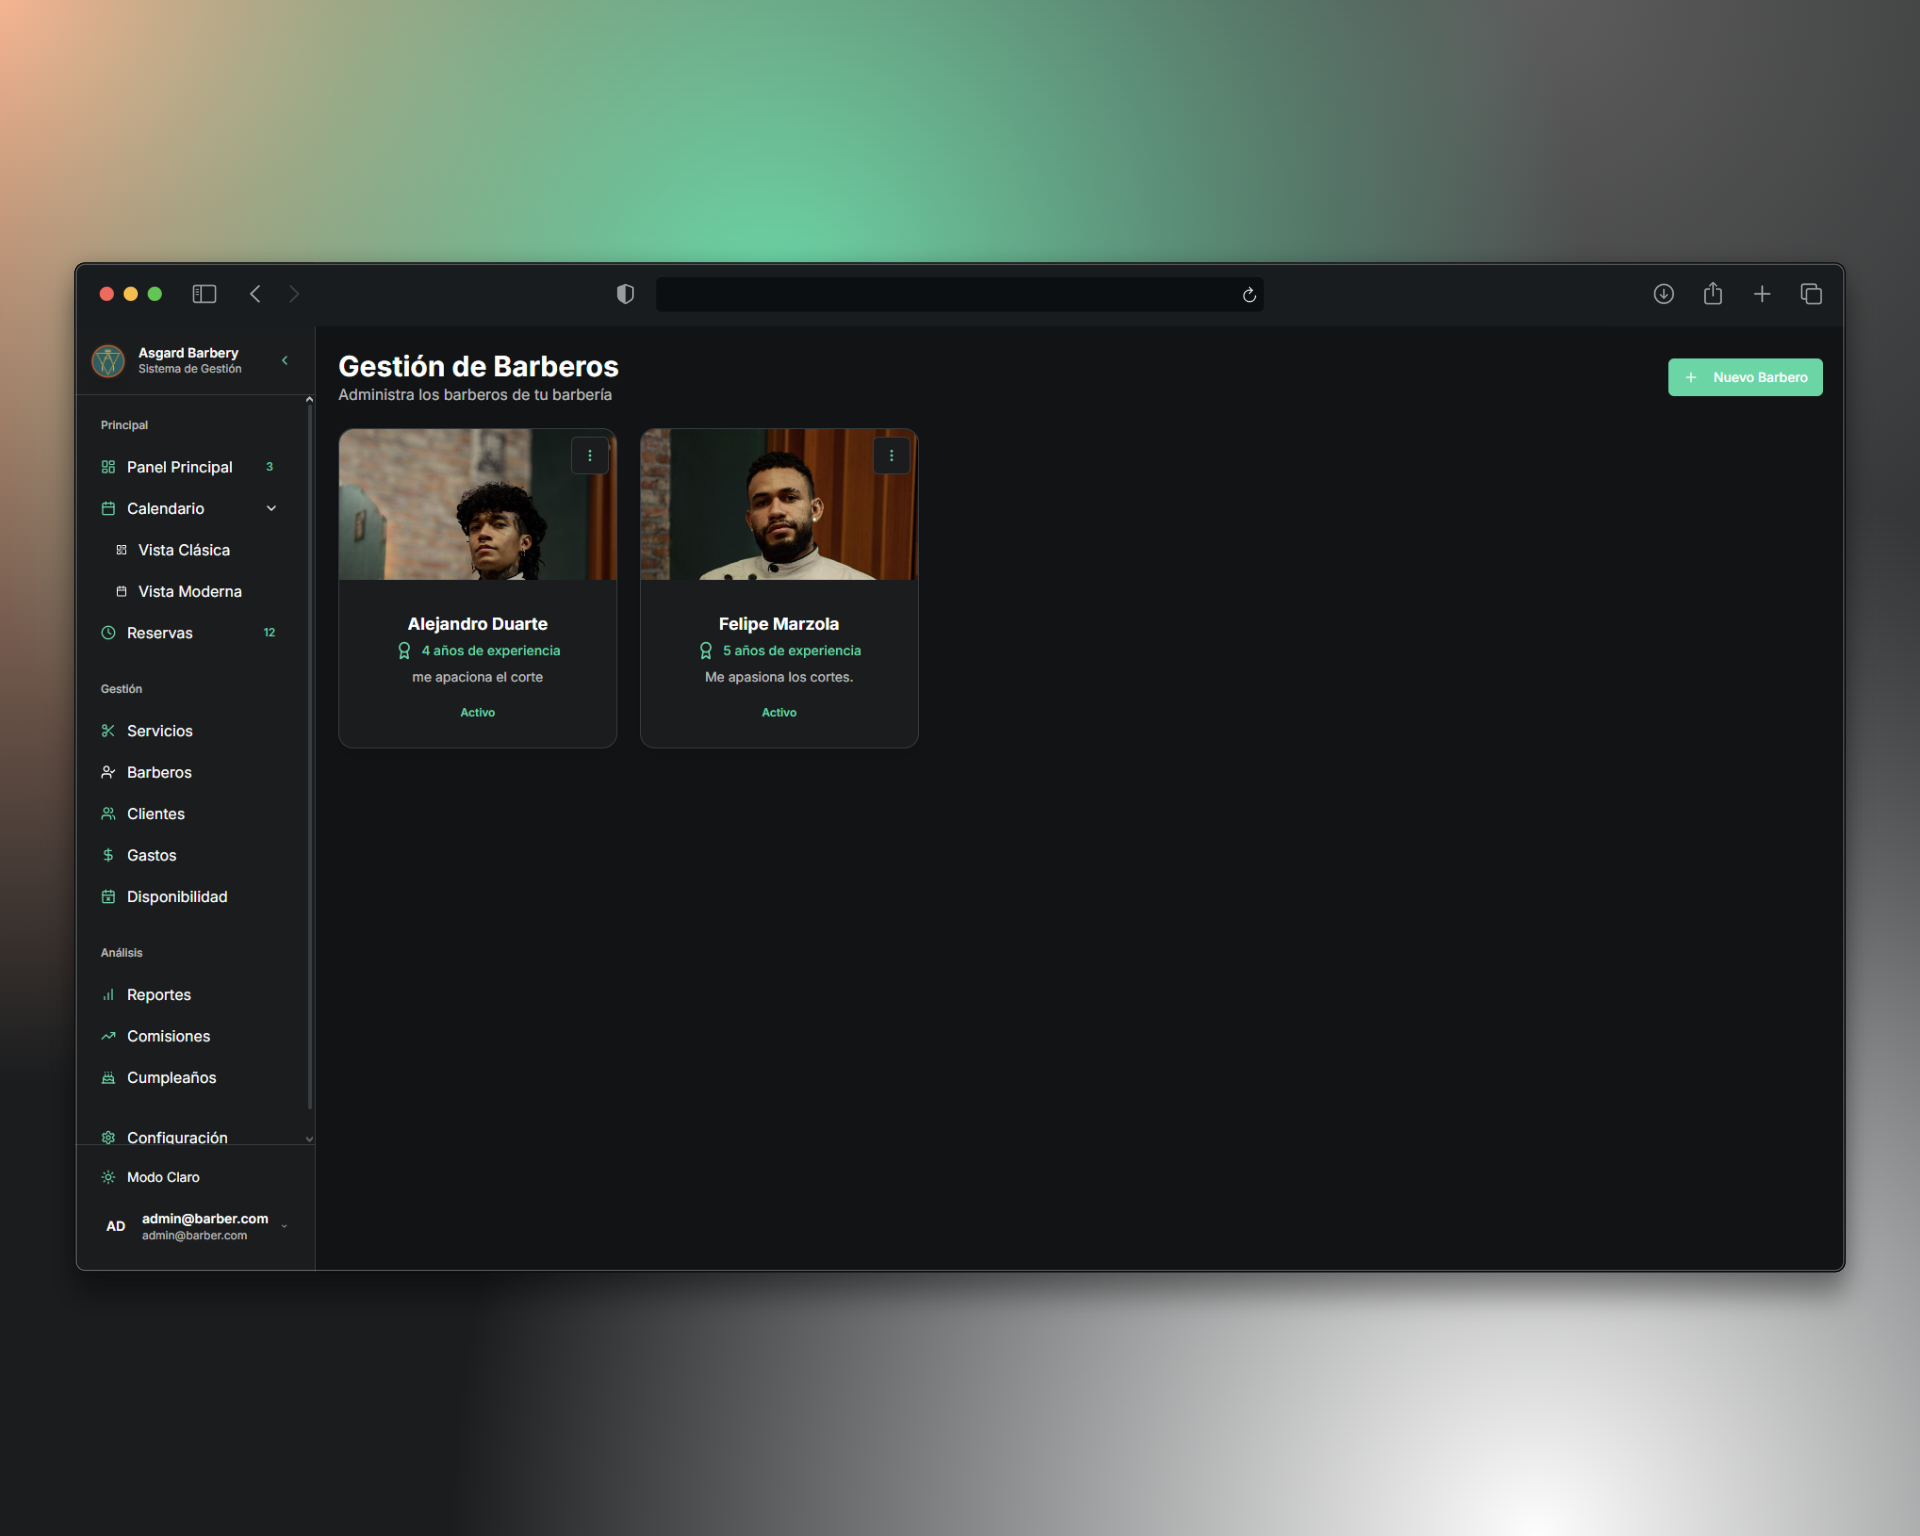 Asgard Barbery
Sistema de Gestión
Principal
Panel Principal 3
Calendario
Vista Clásica
Vista Moderna
Reservas 12
Gestión
Servicios
Barberos
Clientes
Gastos
Disponibilidad
Análisis
Reportes
Comisiones
Cumpleaños
Configuración
Modo Claro
AD
admin@barber.com
admin@barber.com
Gestión de Barberos
Administra los barberos de tu barbería
+ Nuevo Barbero
Alejandro Duarte
4 años de experiencia
me apaciona el corte
Activo
Felipe Marzola
5 años de experiencia
Me apasiona los cortes.
Activo